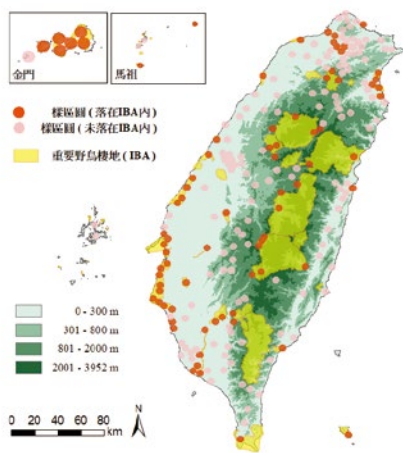 金門
馬祖
樣區圖 (落在IBA內)
樣區圖 (未落在IBA內)
重要野鳥棲地 (IBA)
0 - 300 m
301 - 800 m
801 - 2000 m
2001 - 3952 m
0 20 40 60 80
km
N